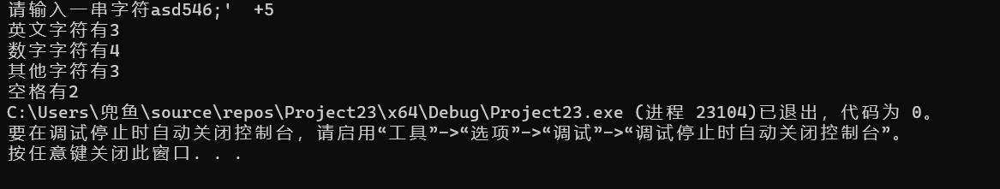 请输入一串字符asd546;'  +5
英文字符有3
数字字符有4
其他字符有3
空格有2
C:\Users\兜鱼\source\repos\Project23\x64\Debug\Project23.exe (进程 23104)已退出，代码为 0。
要在调试停止时自动关闭控制台，请启用“工具”->“选项”->“调试”->“调试停止时自动关闭控制台”。
按任意键关闭此窗口. . .